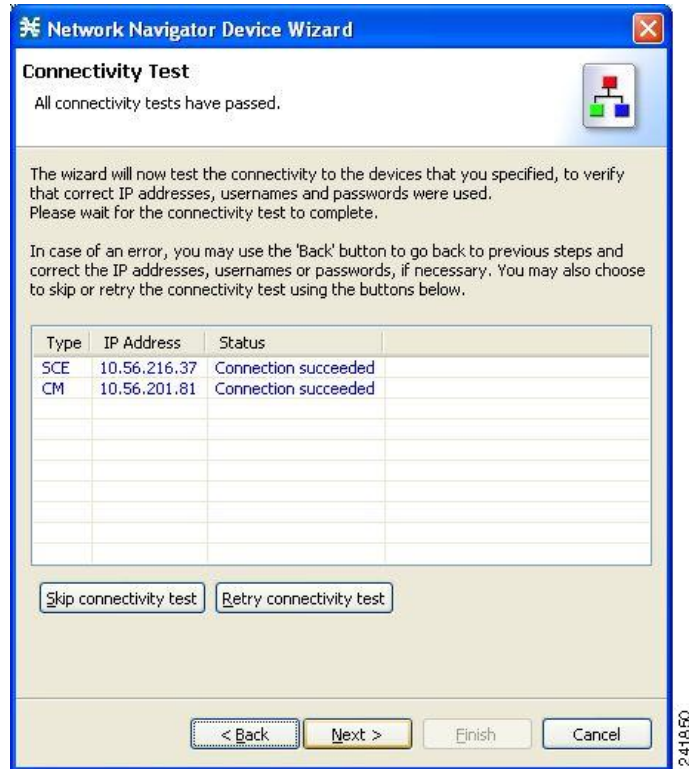 Network Navigator Device Wizard
Connectivity Test
All connectivity tests have passed.
The wizard will now test the connectivity to the devices that you specified, to verify
that correct IP addresses, usernames and passwords were used.
Please wait for the connectivity test to complete.
In case of an error, you may use the 'Back' button to go back to previous steps and
correct the IP addresses, usernames or passwords, if necessary. You may also choose
to skip or retry the connectivity test using the buttons below.
Type IP Address Status
SCE 10.56.216.37 Connection succeeded
CM 10.56.201.81 Connection succeeded
Skip connectivity test Retry connectivity test
< Back Next > Finish Cancel
241850